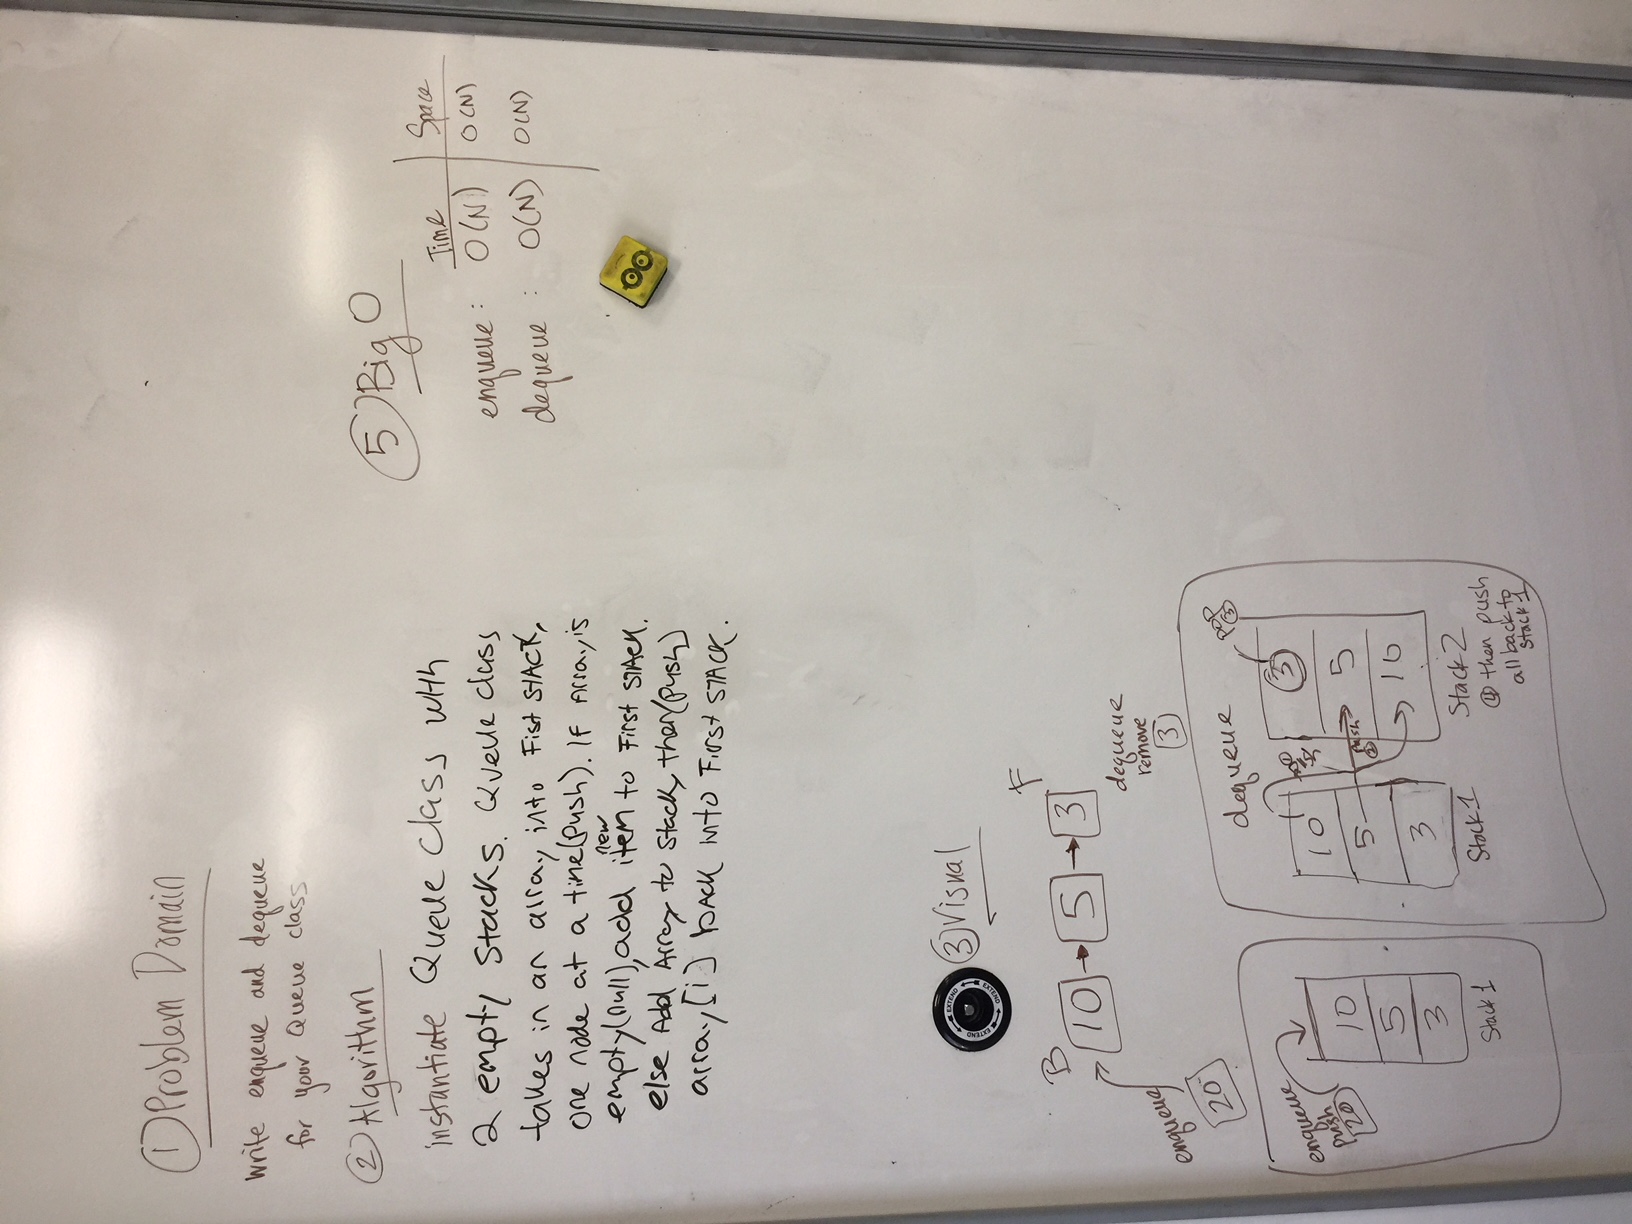 ① Problem Domain
write enqueue and dequeue
for your Queue class
② Algorithm
instantiate Queue class with
2 empty stacks. Queue class
takes in an array into Fist STACK,
one node at a time(push). If Array is
empty(null), add new item to First STACK.
else Add Array to stack, then(push)
array[i] back into First STACK.
⑤ Big O
Time Space
enqueue: O(N) O(N)
dequeue: O(N) O(N)
EXTEND
EXTEND
EXTEND
③ Visual
B F
10 → 5 → 3
enqueue
20
dequeue
remove
3
enqueue
push
20
10
5
3
Stack 1
dequeue
pop
③
10
5
3
Stack 1
①
push
②
3
5
10
Stack 2
④ then push
all back to
stack 1